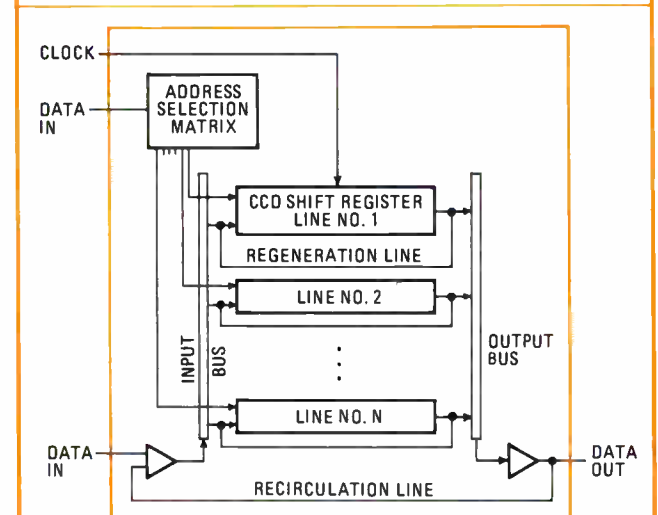 CLOCK
DATA
IN
ADDRESS
SELECTION
MATRIX
CCD SHIFT REGISTER
LINE NO. 1
REGENERATION LINE
LINE NO. 2
INPUT
BUS
OUTPUT
BUS
LINE NO. N
DATA
IN
DATA
OUT
RECIRCULATION LINE